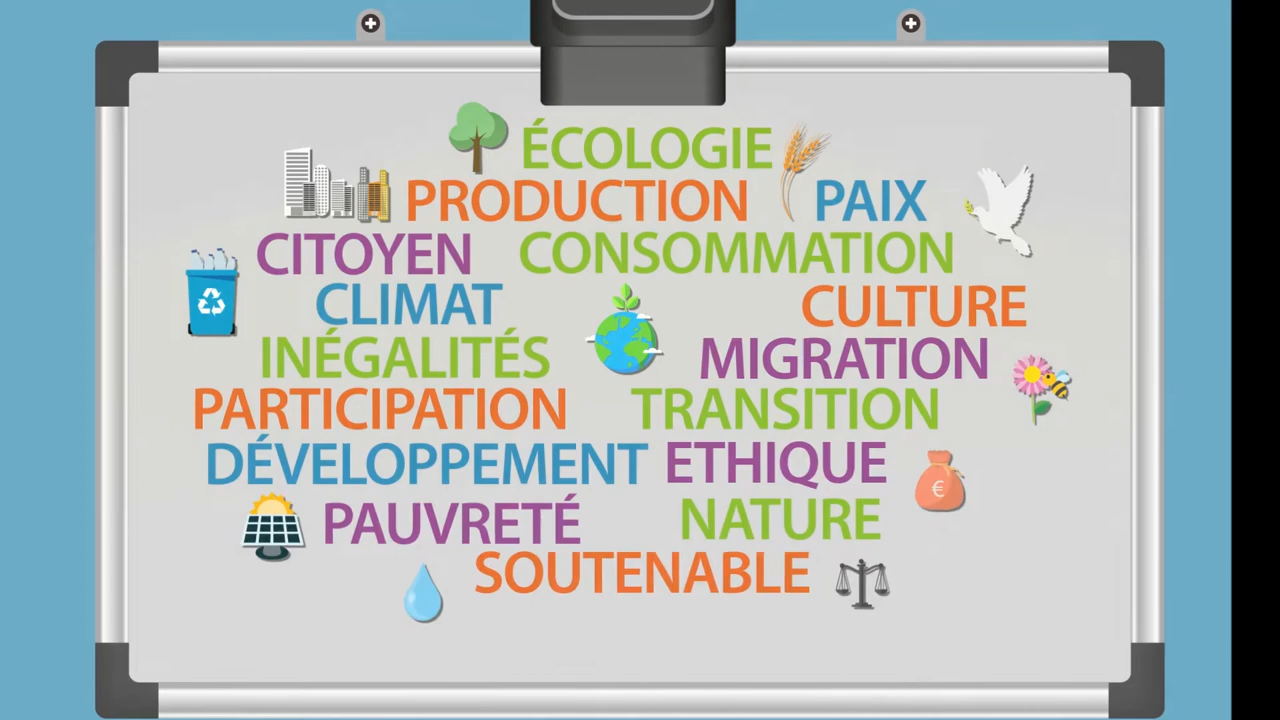 ÉCOLOGIE
PRODUCTION PAIX
CITOYEN CONSOMMATION
CLIMAT CULTURE
INÉGALITÉS MIGRATION
PARTICIPATION TRANSITION
DÉVELOPPEMENT ETHIQUE
€
PAUVRETÉ NATURE
SOUTENABLE